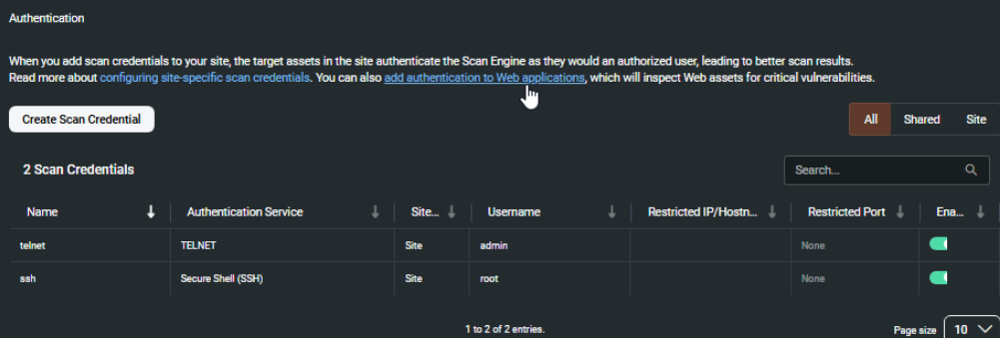 Authentication
When you add scan credentials to your site, the target assets in the site authenticate the Scan Engine as they would an authorized user, leading to better scan results.
Read more about configuring site-specific scan credentials. You can also add authentication to Web applications, which will inspect Web assets for critical vulnerabilities.
Create Scan Credential All Shared Site
2 Scan Credentials Search...
Name Authentication Service Site... Username Restricted IP/Hostn... Restricted Port Ena...
telnet TELNET Site admin None
ssh Secure Shell (SSH) Site root None
1 to 2 of 2 entries. Page size 10